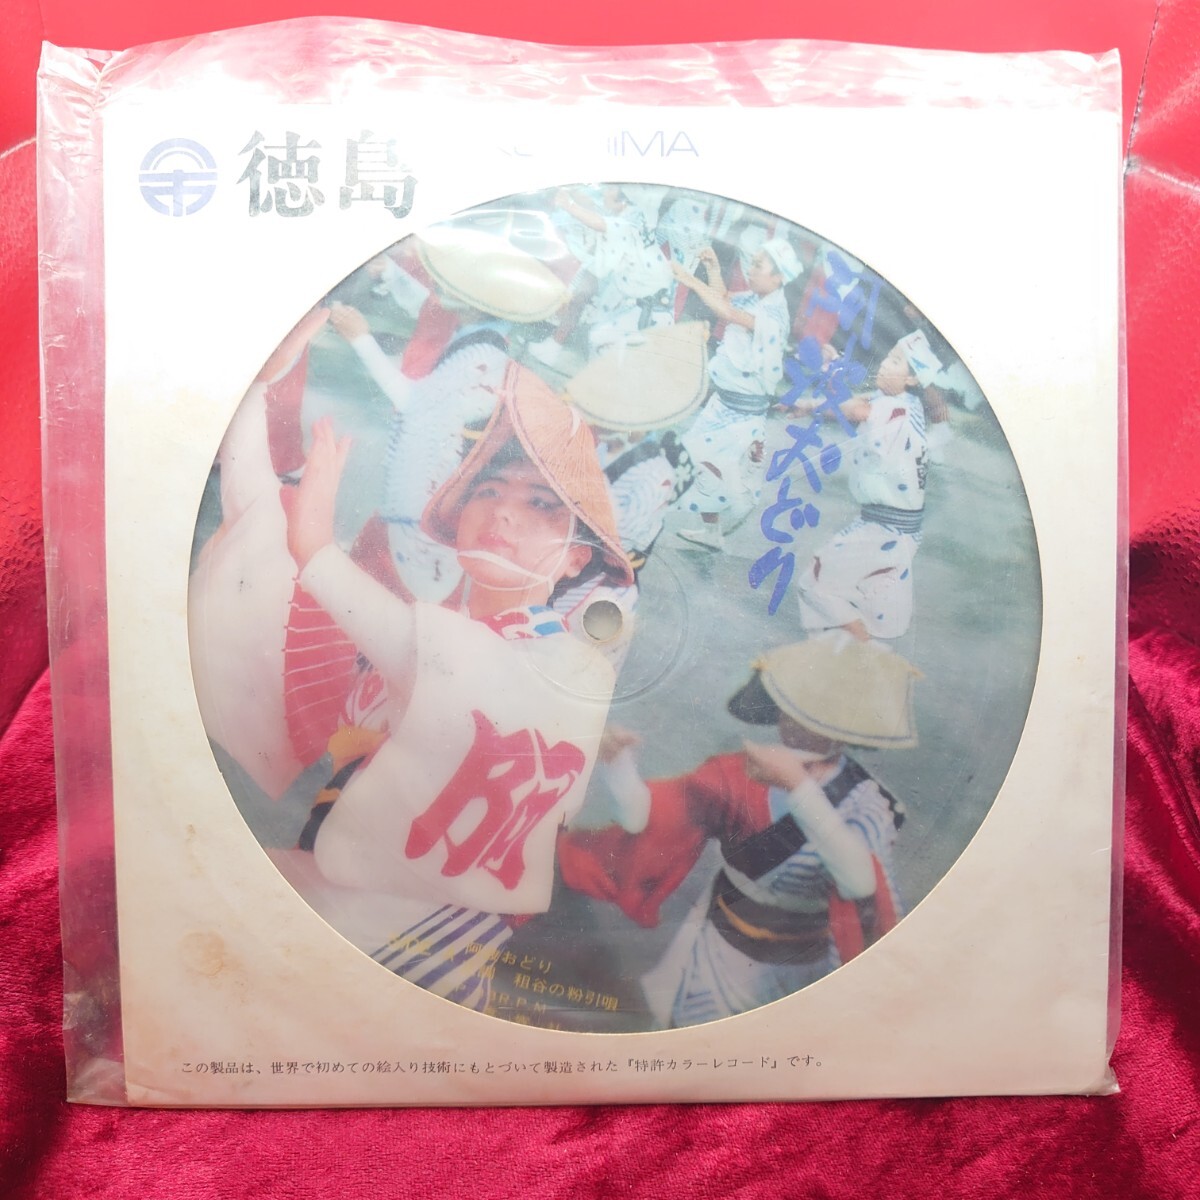 徳島
阿波おどり
阿波おどり
祖谷の粉引唄
R.P.M
この製品は、世界で初めての絵入り技術にもとづいて製造された『特許カラーレコード』です。